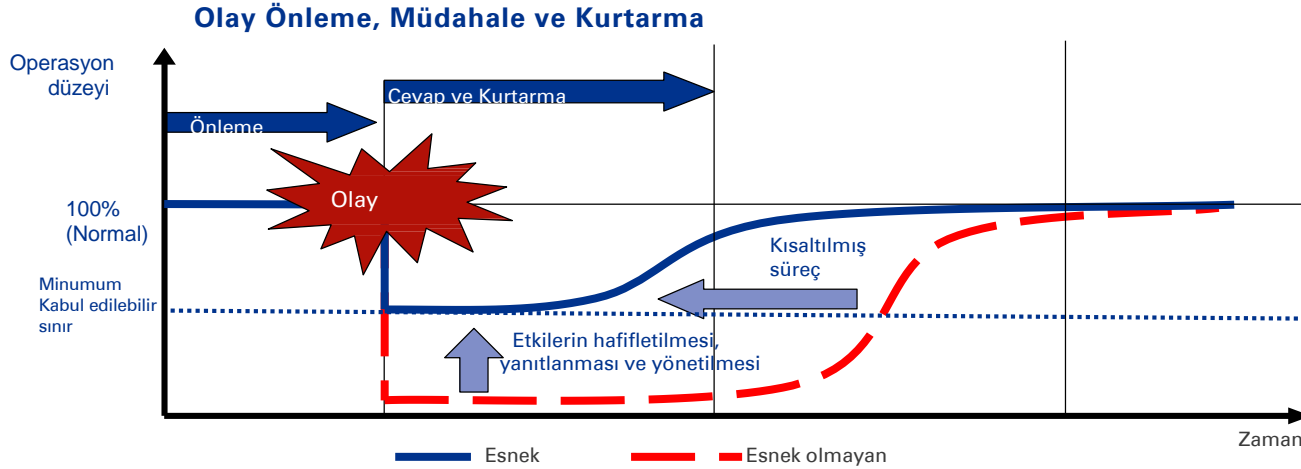 Olay Önleme, Müdahale ve Kurtarma
Operasyon
düzeyi
Cevap ve Kurtarma
Önleme
Olay
100%
(Normal)
Kısaltılmış
süreç
Minumum
Kabul edilebilir
sınır
Etkilerin hafifletilmesi,
yanıtlanması ve yönetilmesi
Zaman
Esnek
Esnek olmayan